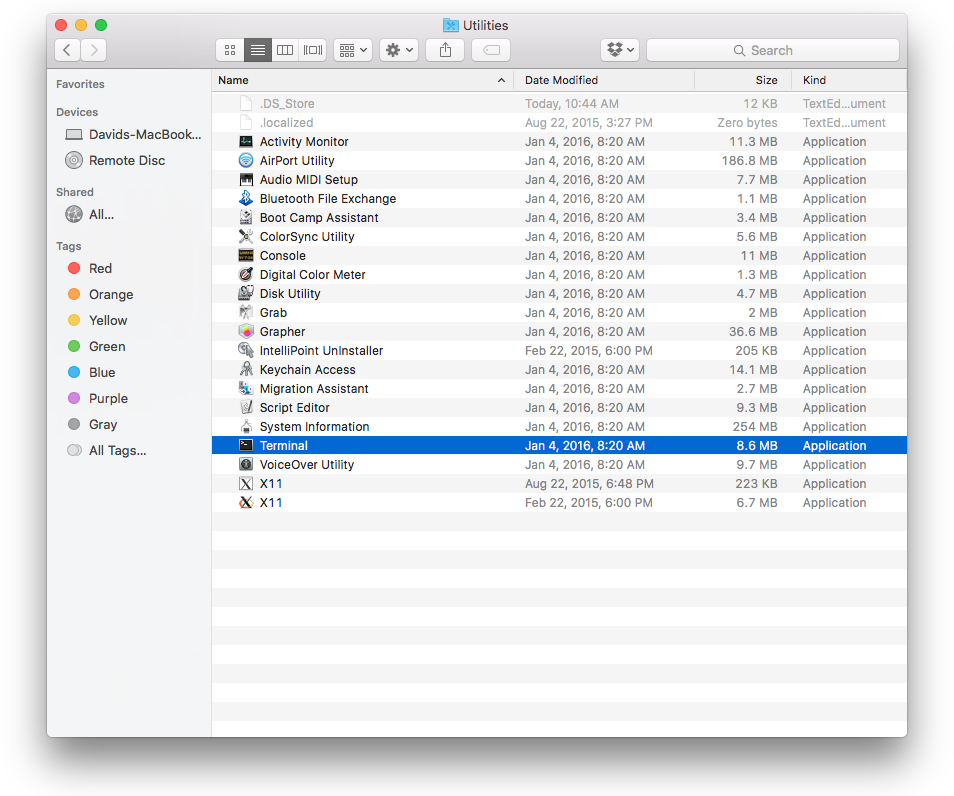 Utilities
Search
Favorites
Devices
Davids-MacBook...
Remote Disc
Shared
All...
Tags
Red
Orange
Yellow
Green
Blue
Purple
Gray
All Tags...
Name Date Modified Size Kind
.DS_Store Today, 10:44 AM 12 KB TextEd...ument
.localized Aug 22, 2015, 3:27 PM Zero bytes TextEd...ument
Activity Monitor Jan 4, 2016, 8:20 AM 11.3 MB Application
AirPort Utility Jan 4, 2016, 8:20 AM 186.8 MB Application
Audio MIDI Setup Jan 4, 2016, 8:20 AM 7.7 MB Application
Bluetooth File Exchange Jan 4, 2016, 8:20 AM 1.1 MB Application
Boot Camp Assistant Jan 4, 2016, 8:20 AM 3.4 MB Application
ColorSync Utility Jan 4, 2016, 8:20 AM 5.6 MB Application
Console Jan 4, 2016, 8:20 AM 11 MB Application
Digital Color Meter Jan 4, 2016, 8:20 AM 1.3 MB Application
Disk Utility Jan 4, 2016, 8:20 AM 4.7 MB Application
Grab Jan 4, 2016, 8:20 AM 2 MB Application
Grapher Jan 4, 2016, 8:20 AM 36.6 MB Application
IntelliPoint UnInstaller Feb 22, 2015, 6:00 PM 205 KB Application
Keychain Access Jan 4, 2016, 8:20 AM 14.1 MB Application
Migration Assistant Jan 4, 2016, 8:20 AM 2.7 MB Application
Script Editor Jan 4, 2016, 8:20 AM 9.3 MB Application
System Information Jan 4, 2016, 8:20 AM 254 MB Application
Terminal Jan 4, 2016, 8:20 AM 8.6 MB Application
VoiceOver Utility Jan 4, 2016, 8:20 AM 9.7 MB Application
X11 Aug 22, 2015, 6:48 PM 223 KB Application
X11 Feb 22, 2015, 6:00 PM 6.7 MB Application